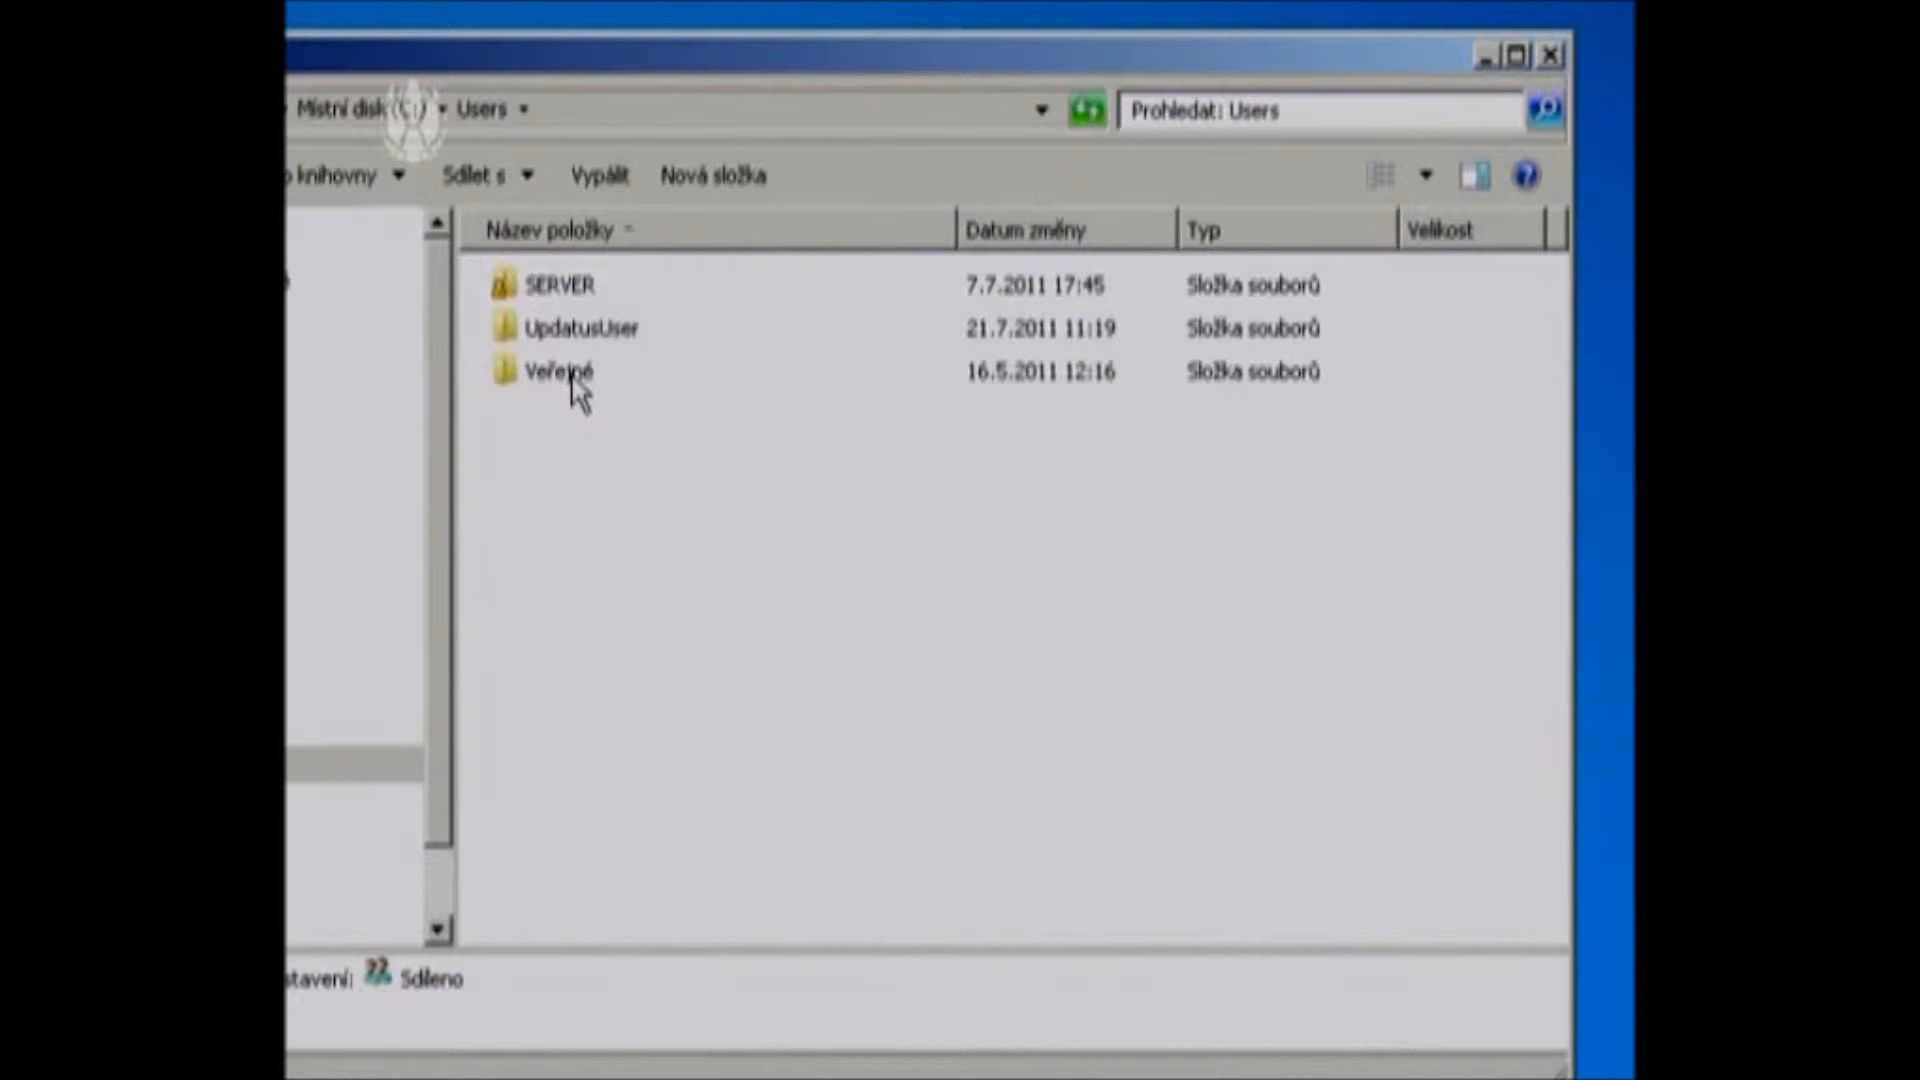 Místní disk (C:) Users
Prohledat: Users
knihovny Sdílet s Vypálit Nová složka
Název položky Datum změny Typ Velikost
SERVER 7.7.2011 17:45 Složka souborů
UpdatusUser 21.7.2011 11:19 Složka souborů
Veřejné 16.5.2011 12:16 Složka souborů
stavení: Sdíleno